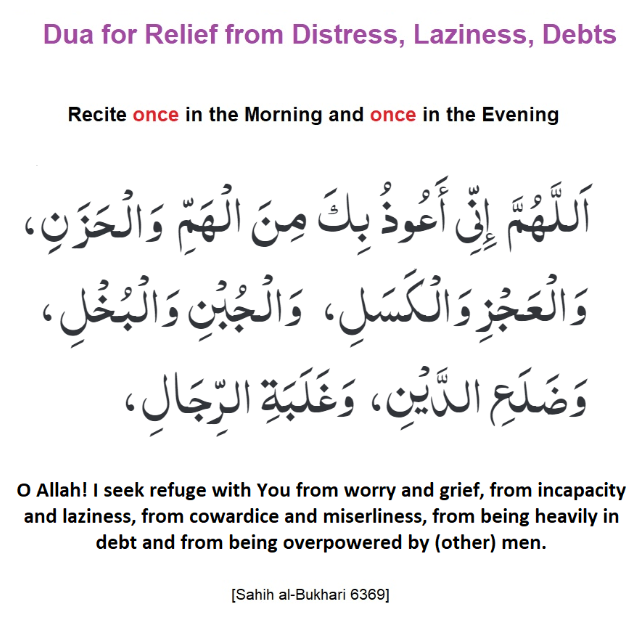 Dua for Relief from Distress, Laziness, Debts
Recite once in the Morning and once in the Evening
اَللَّهُمَّ إِنِّي أَعُوذُ بِكَ مِنَ الْهَمِّ وَالْحَزَنِ،
وَالْعَجْزِ وَالْكَسَلِ، وَالْجُبْنِ وَالْبُخْلِ،
وَضَلَعِ الدَّيْنِ، وَغَلَبَةِ الرِّجَالِ،
O Allah! I seek refuge with You from worry and grief, from incapacity
and laziness, from cowardice and miserliness, from being heavily in
debt and from being overpowered by (other) men.
[Sahih al-Bukhari 6369]